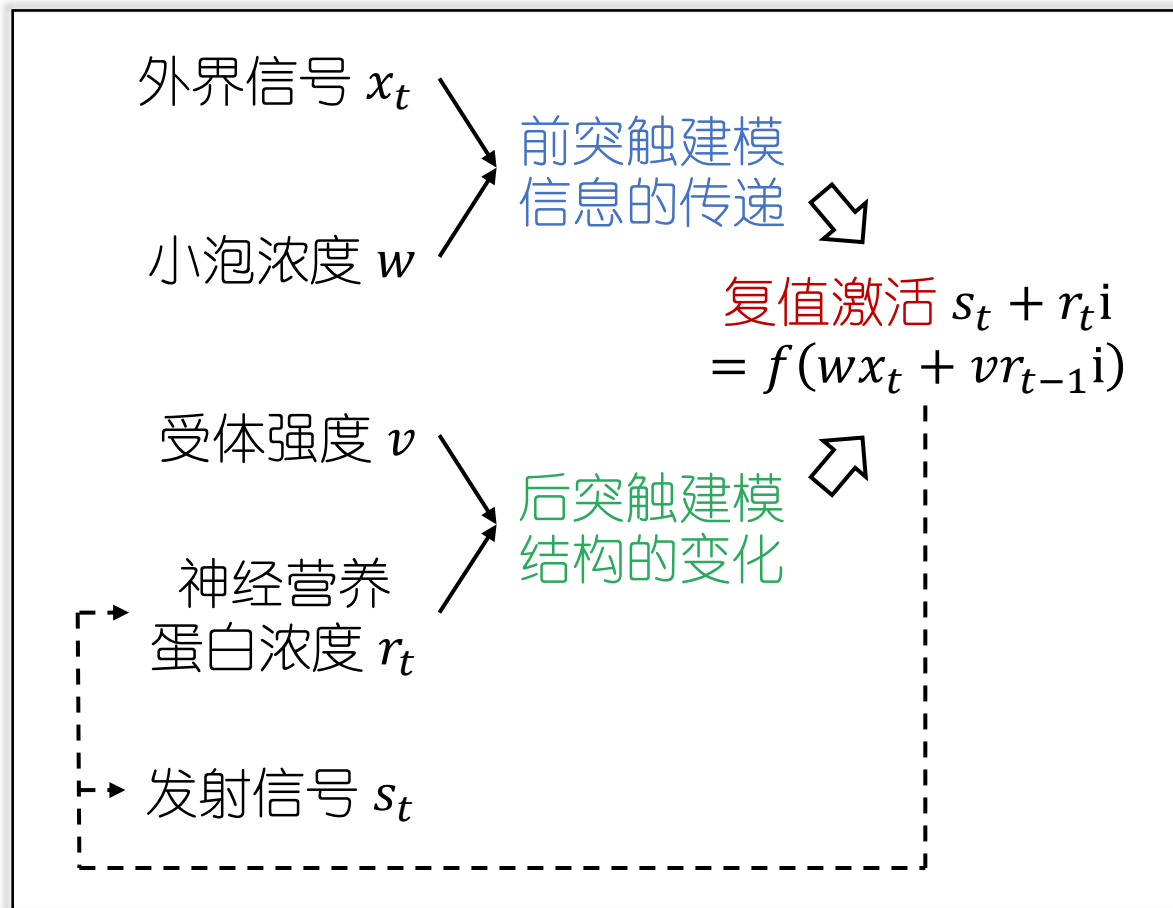 外界信号 x_t
小泡浓度 w
前突触建模
信息的传递
受体强度 v
神经营养
蛋白浓度 r_t
后突触建模
结构的变化
复值激活 s_t + r_t i
= f(wx_t + vr_{t−1}i)
发射信号 s_t